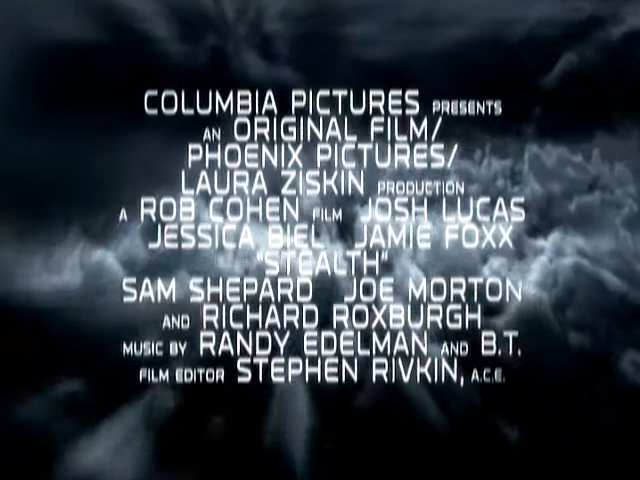 COLUMBIA PICTURES PRESENTS
AN ORIGINAL FILM/
PHOENIX PICTURES/
LAURA ZISKIN PRODUCTION
A ROB COHEN FILM JOSH LUCAS
JESSICA BIEL JAMIE FOXX
"STEALTH"
SAM SHEPARD JOE MORTON
AND RICHARD ROXBURGH
MUSIC BY RANDY EDELMAN AND B.T.
FILM EDITOR STEPHEN RIVKIN, A.C.E.